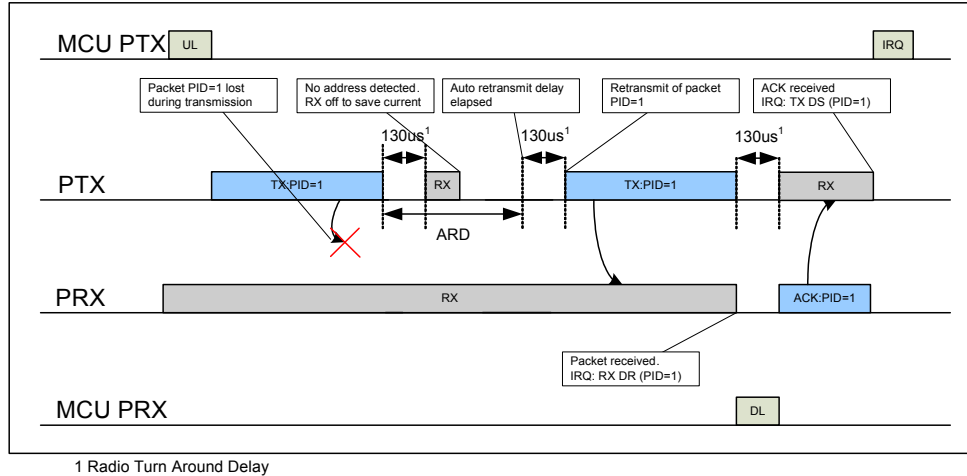 MCU PTX
UL
IRQ
Packet PID=1 lost
during transmission
No address detected.
RX off to save current
Auto retransmit delay
elapsed
Retransmit of packet
PID=1
ACK received
IRQ: TX DS (PID=1)
130us1
130us1
130us1
PTX
TX:PID=1
RX
TX:PID=1
RX
ARD
PRX
RX
ACK:PID=1
Packet received.
IRQ: RX DR (PID=1)
MCU PRX
DL
1 Radio Turn Around Delay